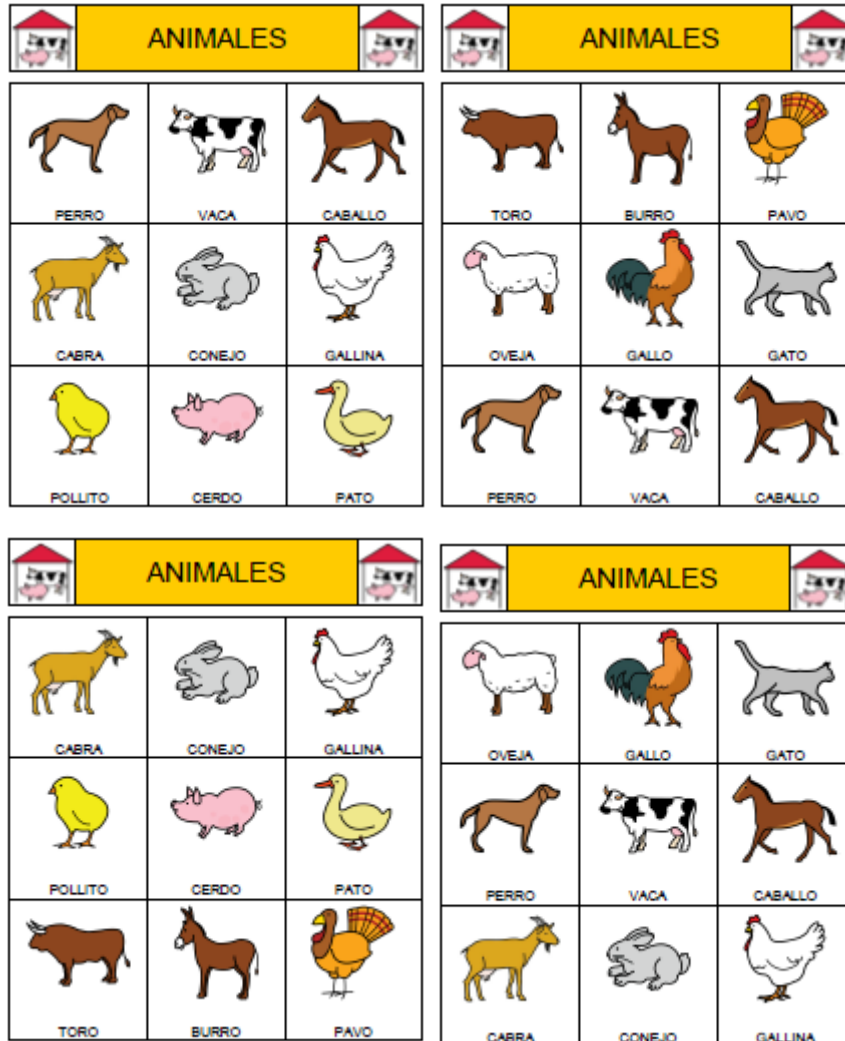 ANIMALES
PERRO VACA CABALLO
CABRA CONEJO GALLINA
POLLITO CERDO PATO
ANIMALES
TORO BURRO PAVO
OVEJA GALLO GATO
PERRO VACA CABALLO
ANIMALES
CABRA CONEJO GALLINA
POLLITO CERDO PATO
TORO BURRO PAVO
ANIMALES
OVEJA GALLO GATO
PERRO VACA CABALLO
CABRA CONEJO GALLINA